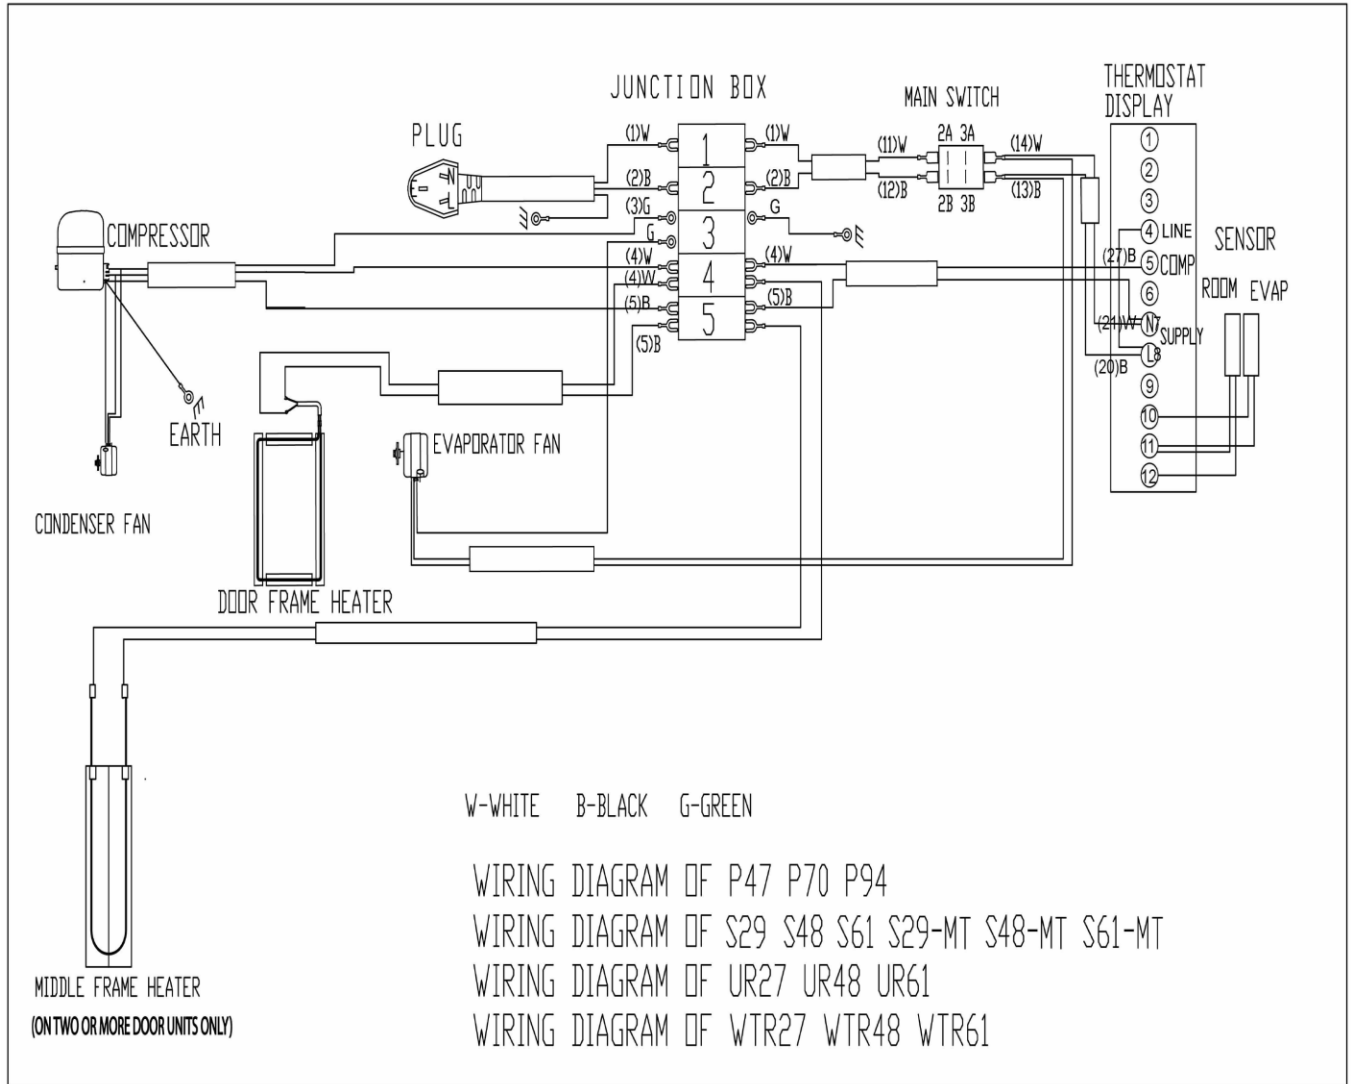 JUNCTION BOX
MAIN SWITCH
THERMOSTAT
DISPLAY
PLUG
N
L
(1)W
(2)B
(3)G
G
(4)W
(4)W
(5)B
(5)B
1
2
3
4
5
(1)W
(2)B
G
(4)W
(5)B
(11)W
(12)B
2A 3A
2B 3B
(14)W
(13)B
1
2
3
4 LINE
(27)B
5 COMP
6
(21)W
N7
SUPPLY
L8
(20)B
9
10
11
12
SENSOR
ROOM EVAP
COMPRESSOR
EARTH
CONDENSER FAN
EVAPORATOR FAN
DOOR FRAME HEATER
MIDDLE FRAME HEATER
(ON TWO OR MORE DOOR UNITS ONLY)
W-WHITE B-BLACK G-GREEN
WIRING DIAGRAM OF P47 P70 P94
WIRING DIAGRAM OF S29 S48 S61 S29-MT S48-MT S61-MT
WIRING DIAGRAM OF UR27 UR48 UR61
WIRING DIAGRAM OF WTR27 WTR48 WTR61